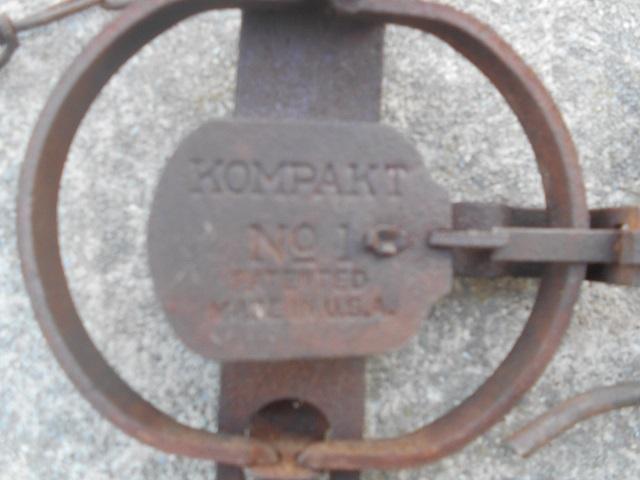 KOMPAKT
No 1
PATENTED
MADE IN U.S.A.